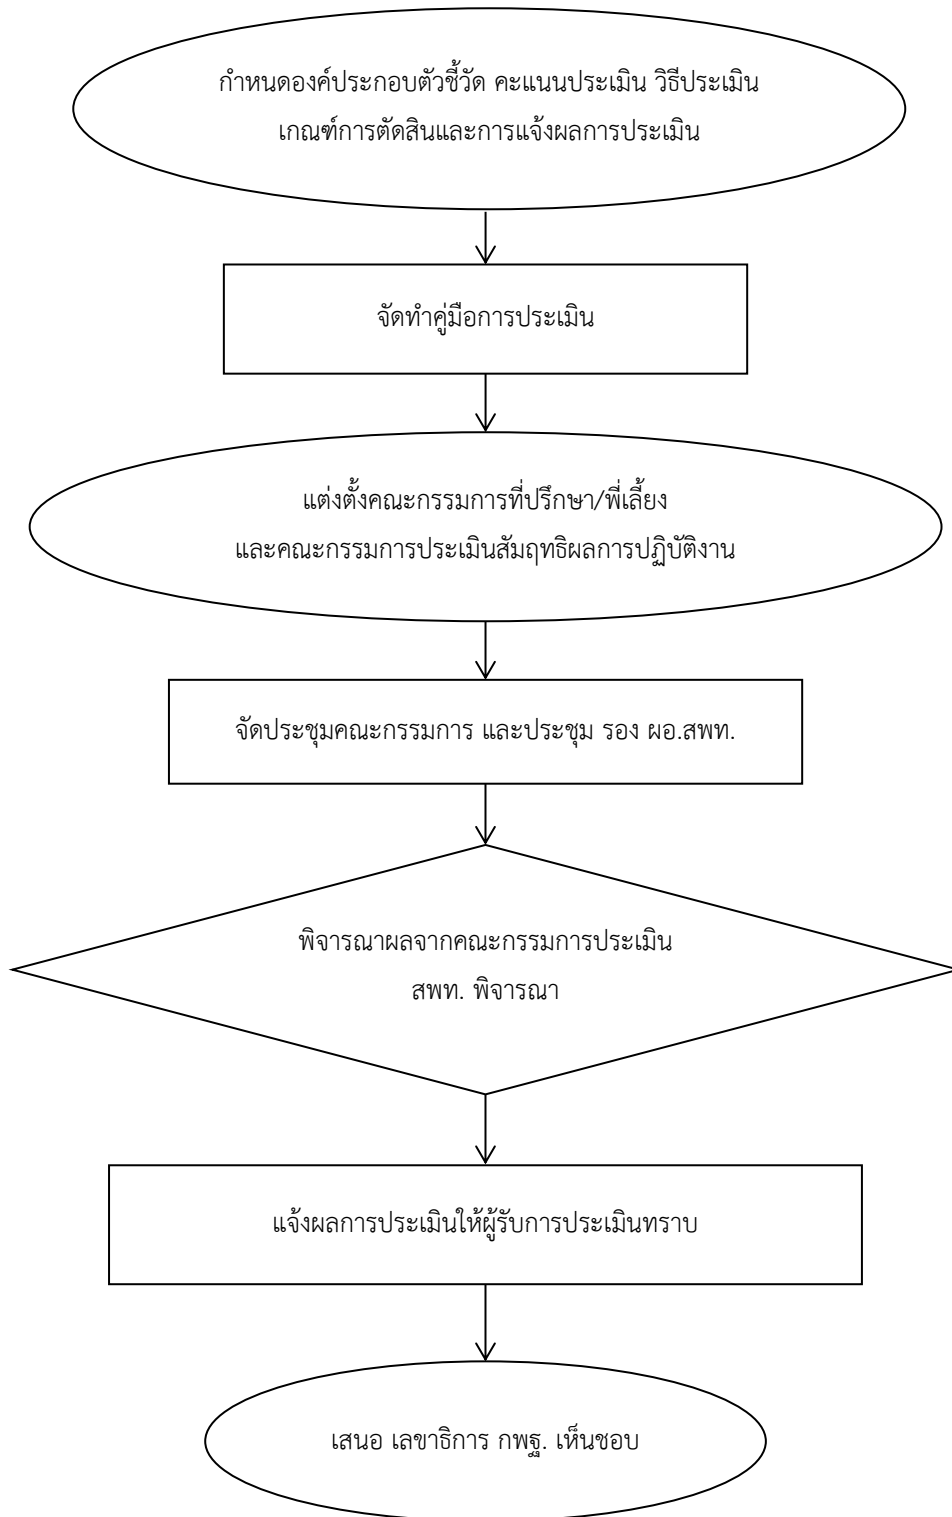 กำหนดองค์ประกอบตัวชี้วัด คะแนนประเมิน วิธีประเมิน
เกณฑ์การตัดสินและการแจ้งผลการประเมิน
จัดทำคู่มือการประเมิน
แต่งตั้งคณะกรรมการที่ปรึกษา/พี่เลี้ยง
และคณะกรรมการประเมินสัมฤทธิผลการปฏิบัติงาน
จัดประชุมคณะกรรมการ และประชุม รอง ผอ.สพท.
พิจารณาผลจากคณะกรรมการประเมิน
สพท. พิจารณา
แจ้งผลการประเมินให้ผู้รับการประเมินทราบ
เสนอ เลขาธิการ กพฐ. เห็นชอบ